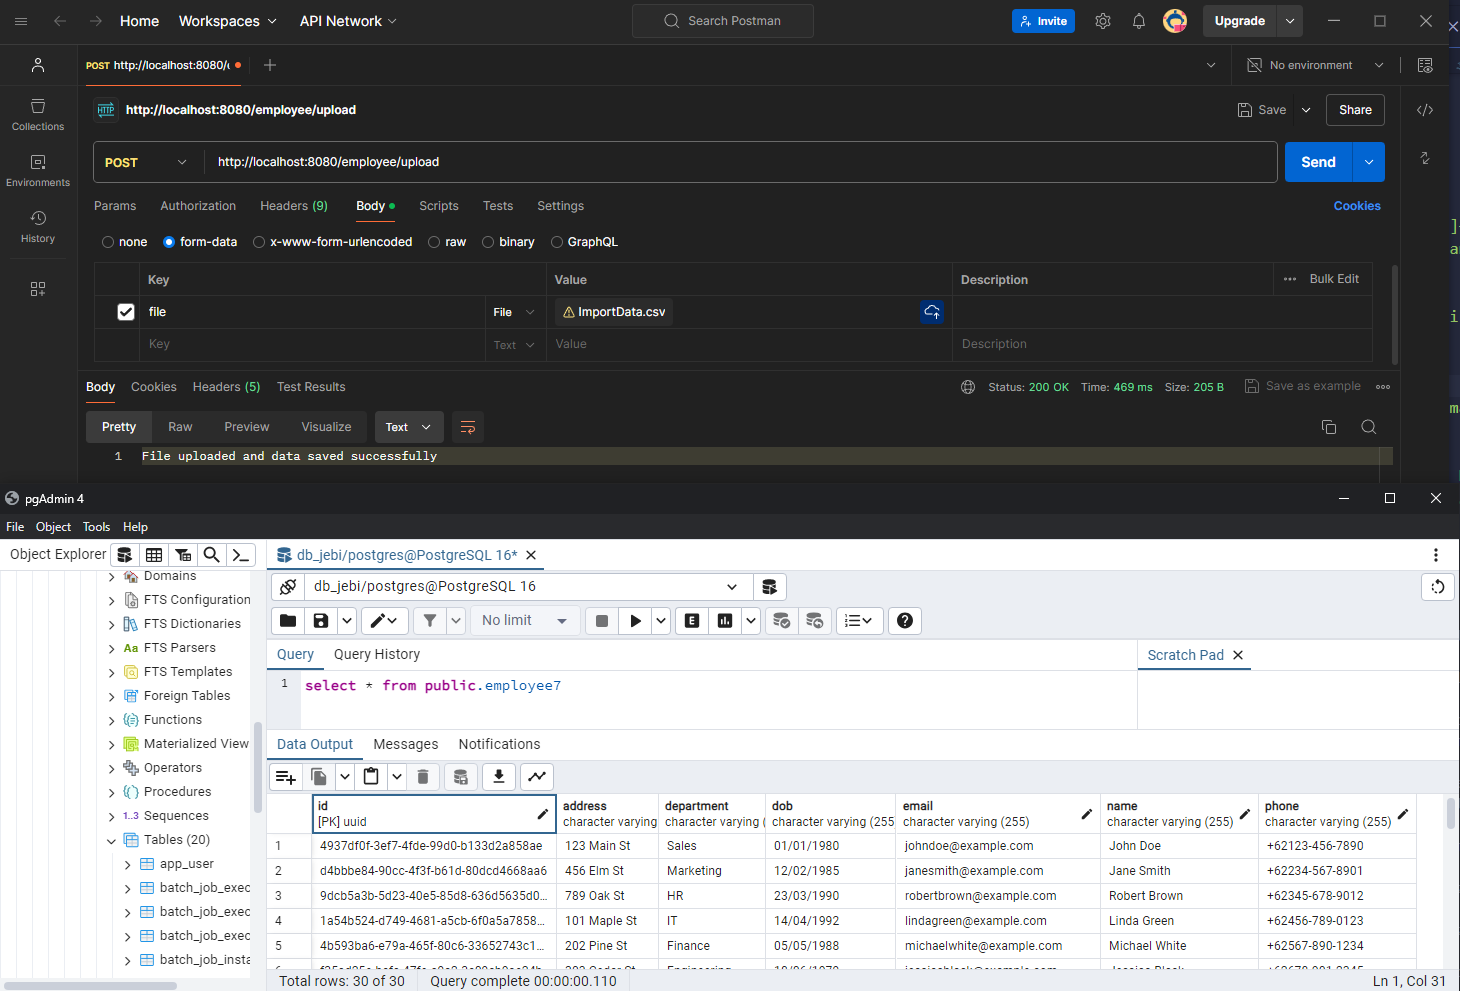 Home Workspaces API Network Search Postman Invite Upgrade
POST http://localhost:8080/ No environment
HTTP http://localhost:8080/employee/upload Save Share
Collections
POST http://localhost:8080/employee/upload Send
Environments
Params Authorization Headers (9) Body Scripts Tests Settings Cookies
History
none form-data x-www-form-urlencoded raw binary GraphQL
Key Value Description Bulk Edit
file File ImportData.csv
Key Text Value Description
Body Cookies Headers (5) Test Results Status: 200 OK Time: 469 ms Size: 205 B Save as example
Pretty Raw Preview Visualize Text
1 File uploaded and data saved successfully
pgAdmin 4
File Object Tools Help
Object Explorer
db_jebi/postgres@PostgreSQL 16*
Domains
FTS Configuration
FTS Dictionaries
Aa FTS Parsers
FTS Templates
Foreign Tables
Functions
Materialized View
Operators
Procedures
1..3 Sequences
Tables (20)
app_user
batch_job_exec
batch_job_exec
batch_job_exec
batch_job_insta
db_jebi/postgres@PostgreSQL 16
No limit E
Query Query History Scratch Pad
1 select * from public.employee7
Data Output Messages Notifications
id address department dob email name phone
[PK] uuid character varying character varying ( character varying (255 character varying (255) character varying (255) character varying (255)
1 4937df0f-3ef7-4fde-99d0-b133d2a858ae 123 Main St Sales 01/01/1980 johndoe@example.com John Doe +62123-456-7890
2 d4bbbe84-90cc-4f3f-b61d-80dcd4668aa6 456 Elm St Marketing 12/02/1985 janesmith@example.com Jane Smith +62234-567-8901
3 9dcb5a3b-5d23-40e5-85d8-636d5635d0... 789 Oak St HR 23/03/1990 robertbrown@example.com Robert Brown +62345-678-9012
4 1a54b524-d749-4681-a5cb-6f0a5a7858... 101 Maple St IT 14/04/1992 lindagreen@example.com Linda Green +62456-789-0123
5 4b593ba6-e79a-465f-80c6-33652743c1... 202 Pine St Finance 05/05/1988 michaelwhite@example.com Michael White +62567-890-1234
Total rows: 30 of 30 Query complete 00:00:00.110 Ln 1, Col 31